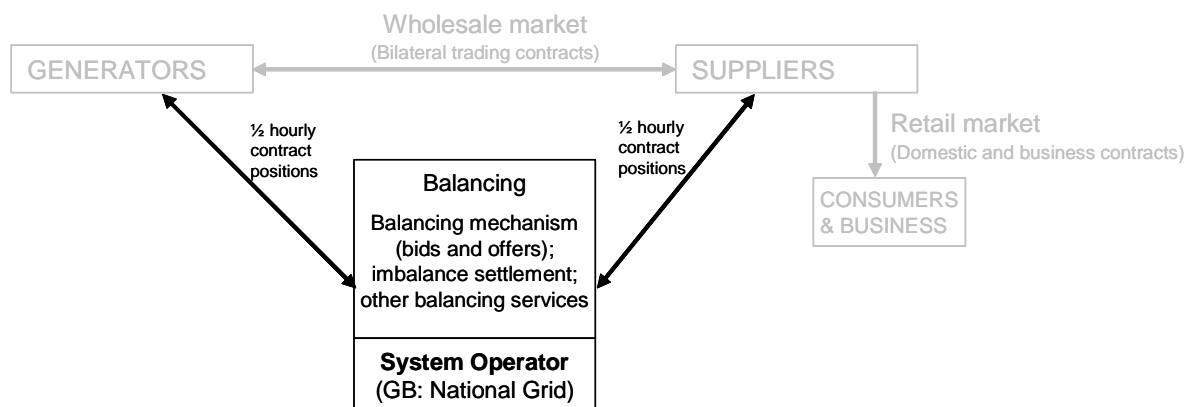 Wholesale market
(Bilateral trading contracts)
GENERATORS
SUPPLIERS
½ hourly
contract
positions
½ hourly
contract
positions
Retail market
(Domestic and business contracts)
CONSUMERS
& BUSINESS
Balancing
Balancing mechanism
(bids and offers);
imbalance settlement;
other balancing services
System Operator
(GB: National Grid)